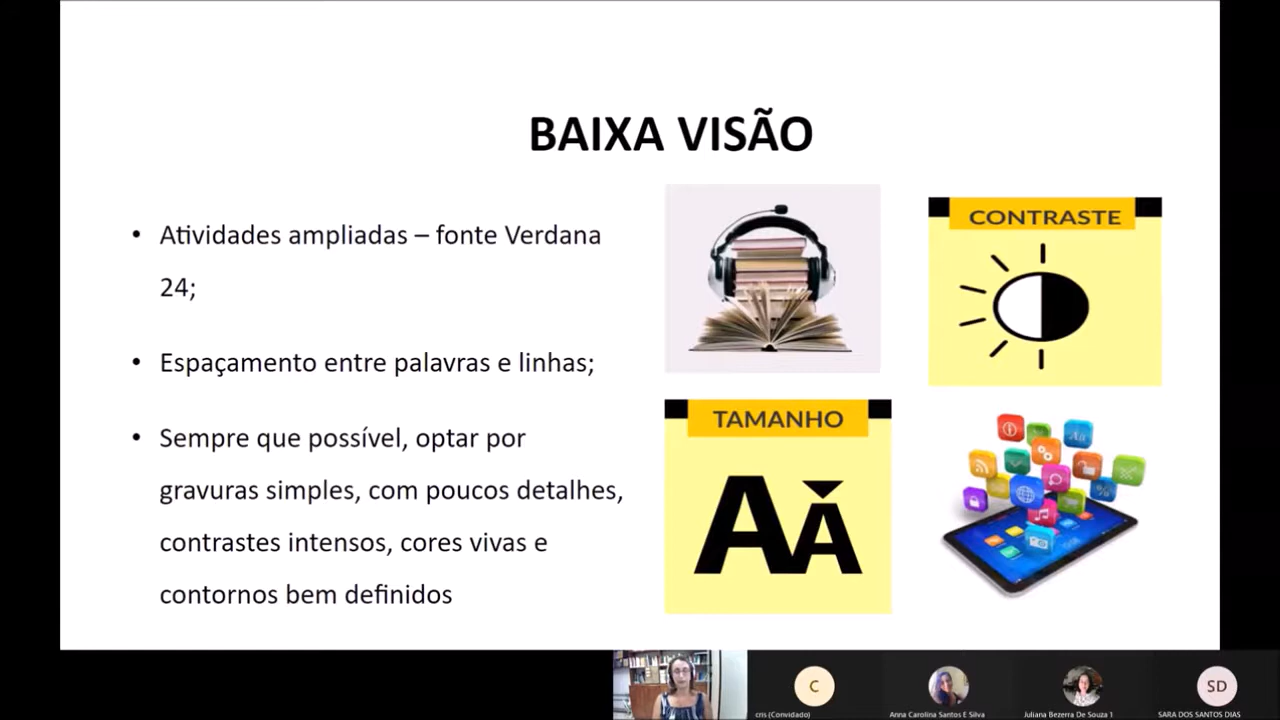 BAIXA VISÃO
• Atividades ampliadas – fonte Verdana
24;
• Espaçamento entre palavras e linhas;
• Sempre que possível, optar por
gravuras simples, com poucos detalhes,
contrastes intensos, cores vivas e
contornos bem definidos
CONTRASTE
TAMANHO
AA
Aa
%
C
SD
cris (Convidado)
Anna Carolina Santos E Silva
Juliana Bezerra De Souza 1
SARA DOS SANTOS DIAS